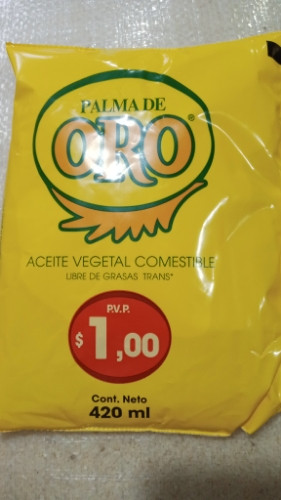 PALMA DE
ORO®
ACEITE VEGETAL COMESTIBLE
LIBRE DE GRASAS TRANS*
P.V.P.
$1,00
Cont. Neto
420 ml